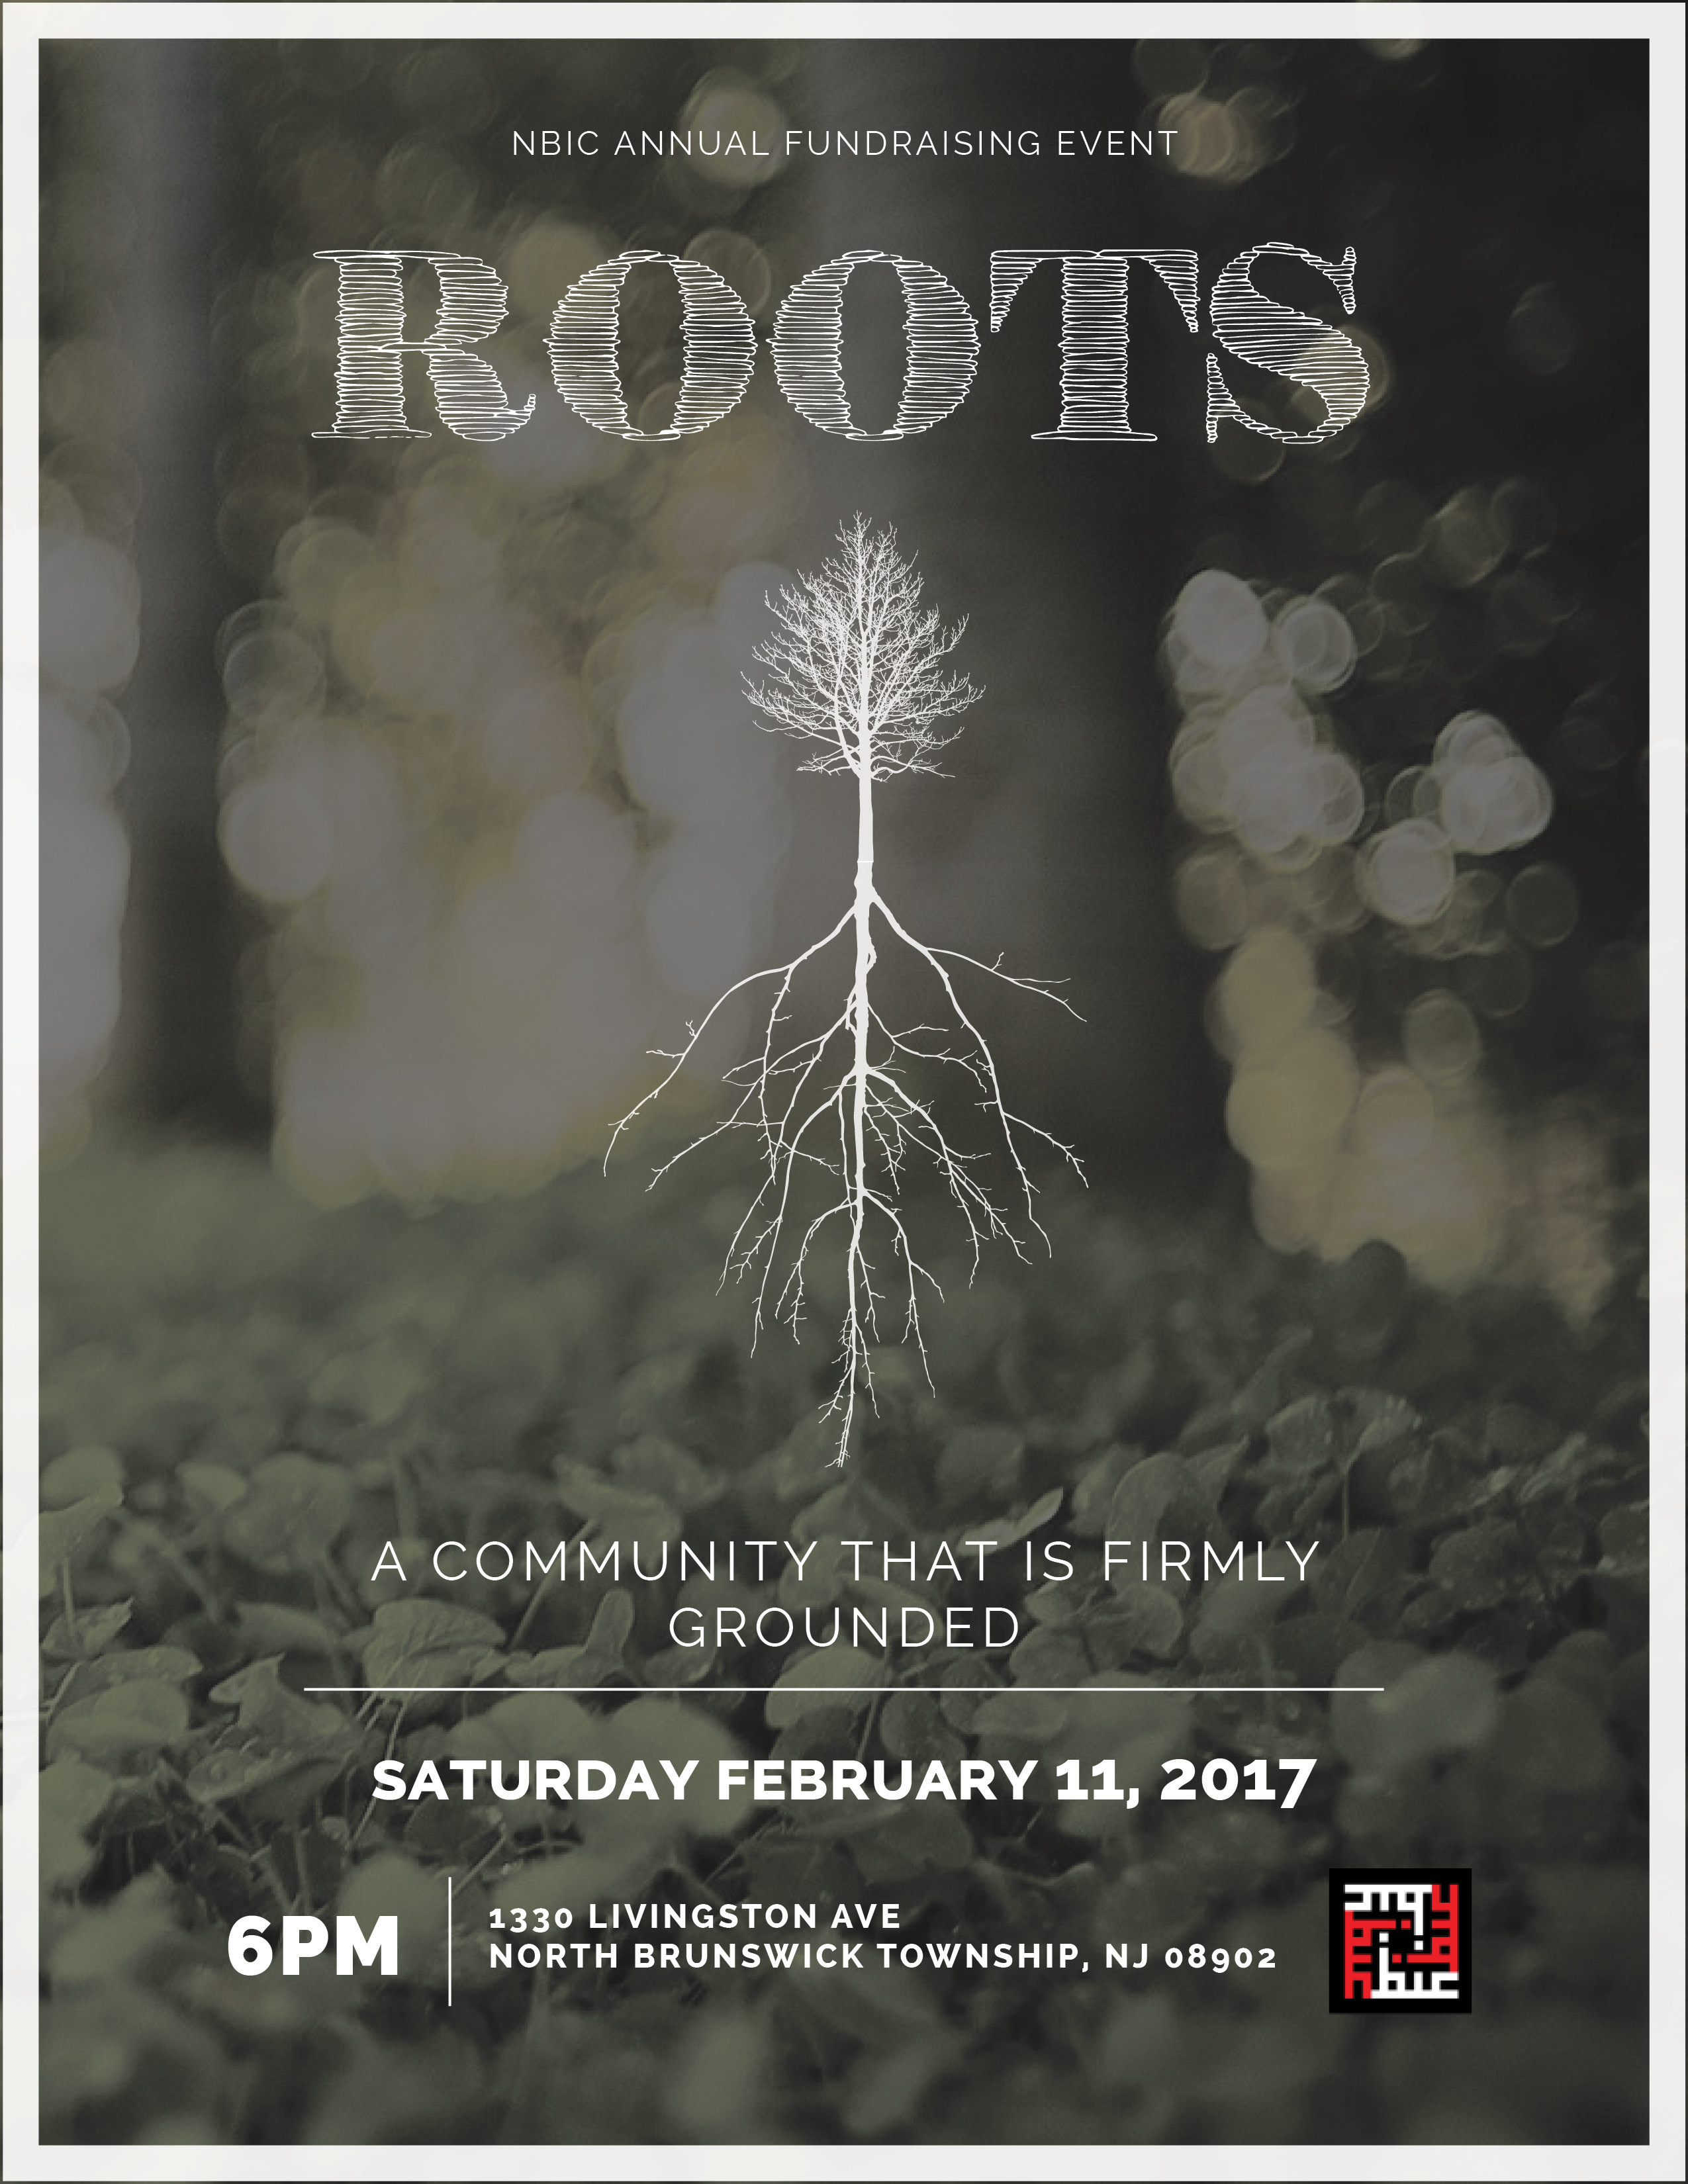 NBIC ANNUAL FUNDRAISING EVENT
ROOTS
A COMMUNITY THAT IS FIRMLY
GROUNDED
SATURDAY FEBRUARY 11, 2017
6PM
1330 LIVINGSTON AVE
NORTH BRUNSWICK TOWNSHIP, NJ 08902